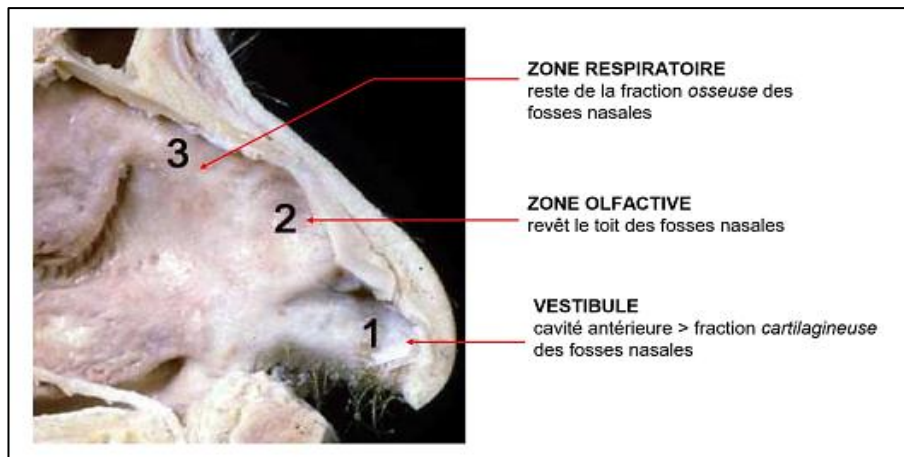 ZONE RESPIRATOIRE
reste de la fraction osseuse des
fosses nasales
3
ZONE OLFACTIVE
revêt le toit des fosses nasales
2
VESTIBULE
cavité antérieure > fraction cartilagineuse
des fosses nasales
1